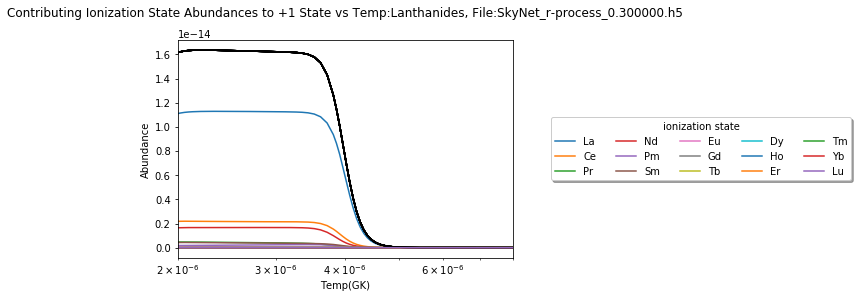 Contributing Ionization State Abundances to +1 State vs Temp:Lanthanides, File:SkyNet_r-process_0.300000.h5
1e−14
1.6
1.4
1.2
1.0
0.8
0.6
0.4
0.2
0.0
Abundance
2 × 10⁻⁶ 3 × 10⁻⁶ 4 × 10⁻⁶ 6 × 10⁻⁶
Temp(GK)
ionization state
La Nd Eu Dy Tm
Ce Pm Gd Ho Yb
Pr Sm Tb Er Lu